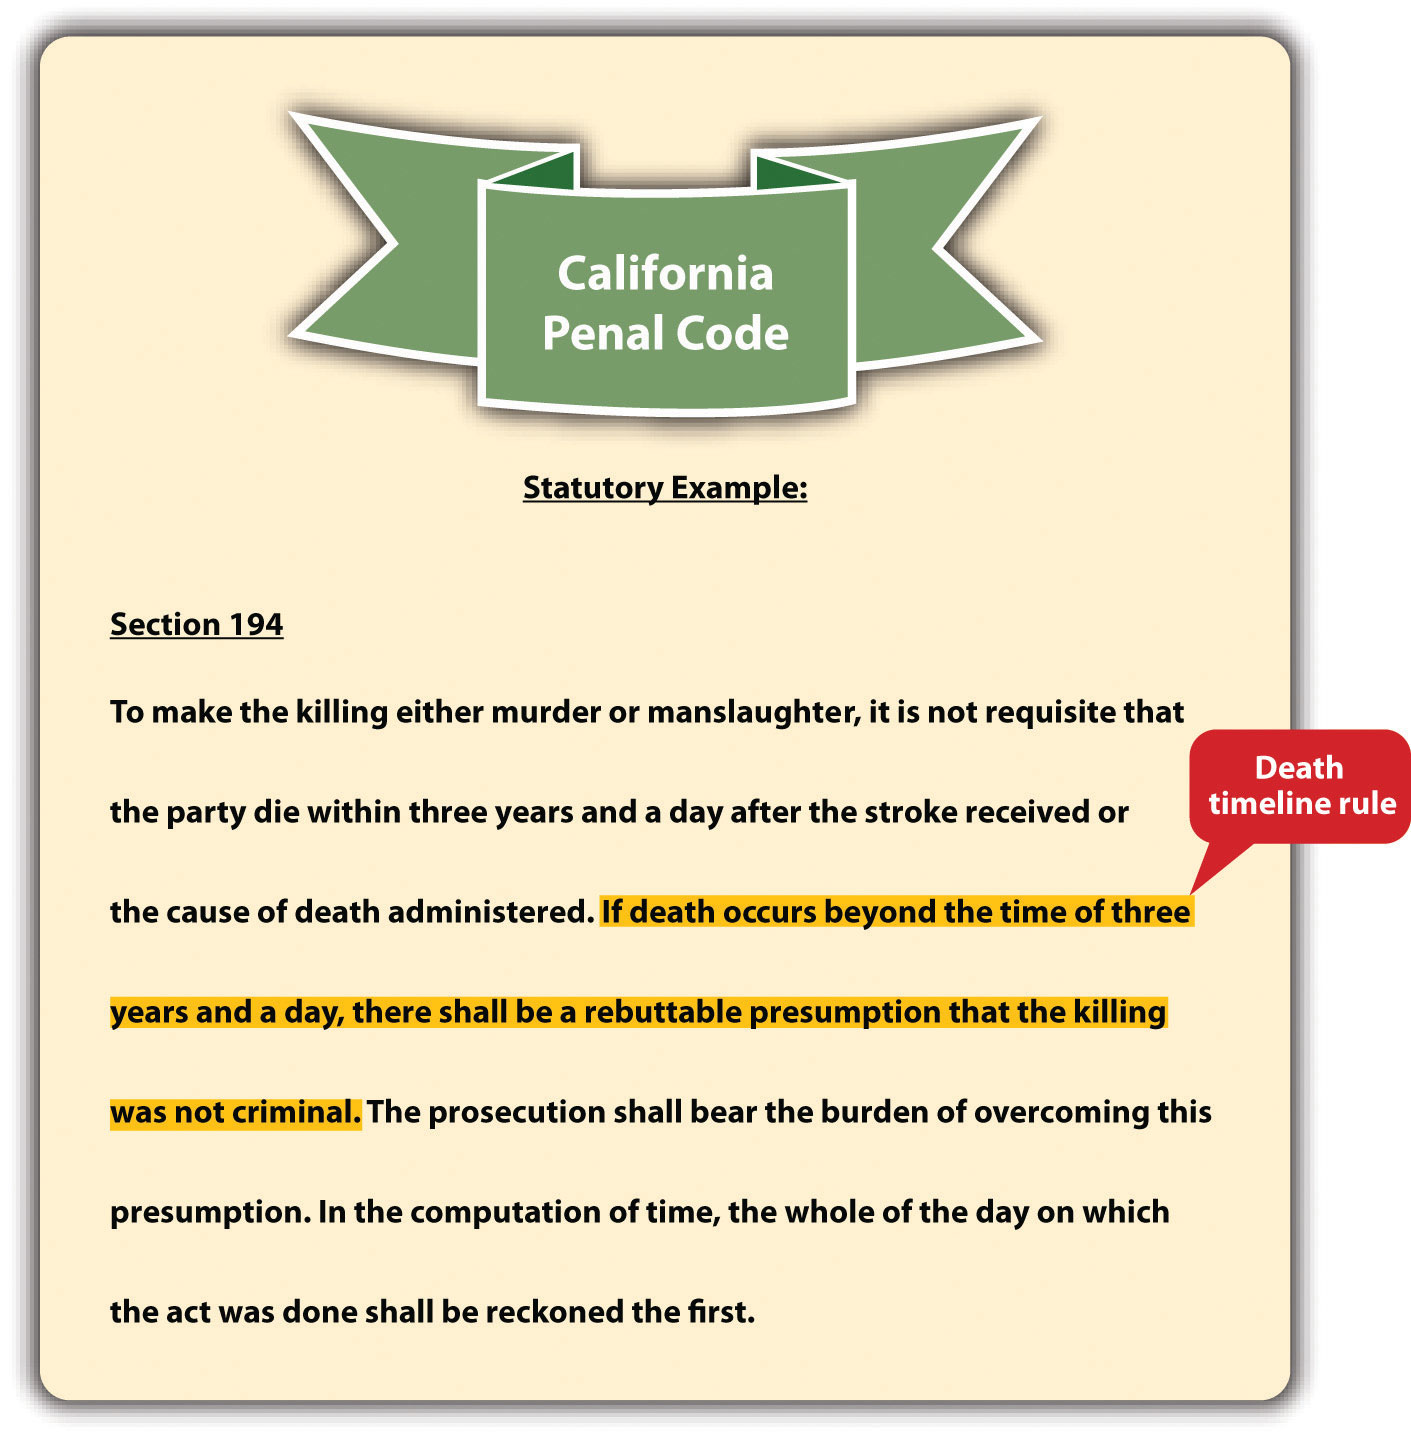 California
Penal Code
Statutory Example:
Section 194
To make the killing either murder or manslaughter, it is not requisite that
Death
timeline rule
the party die within three years and a day after the stroke received or
the cause of death administered. If death occurs beyond the time of three
years and a day, there shall be a rebuttable presumption that the killing
was not criminal. The prosecution shall bear the burden of overcoming this
presumption. In the computation of time, the whole of the day on which
the act was done shall be reckoned the first.